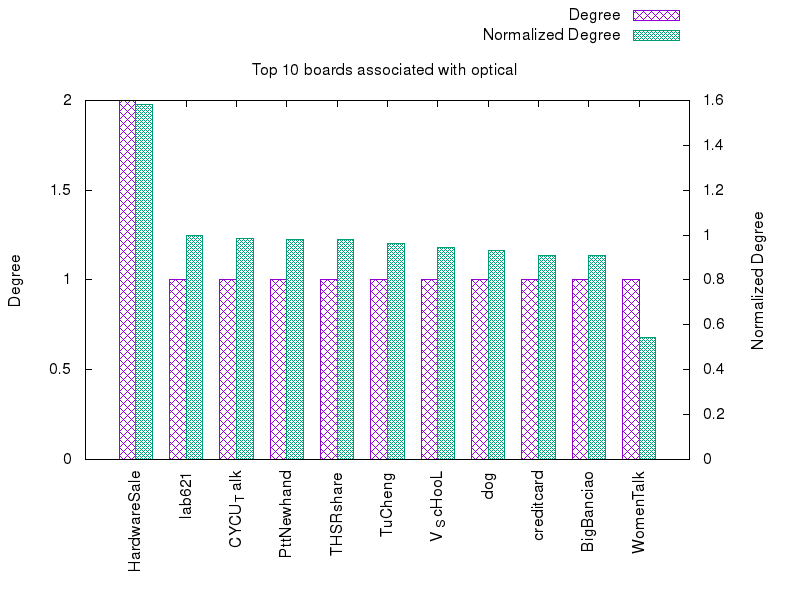 Degree
Normalized Degree
Top 10 boards associated with optical
2
1.5
1
0.5
0
1.6
1.4
1.2
1
0.8
0.6
0.4
0.2
0
Degree
Normalized Degree
HardwareSale
lab621
CYCUTalk
PttNewhand
THSRshare
TuCheng
VScHooL
dog
creditcard
BigBanciao
WomenTalk